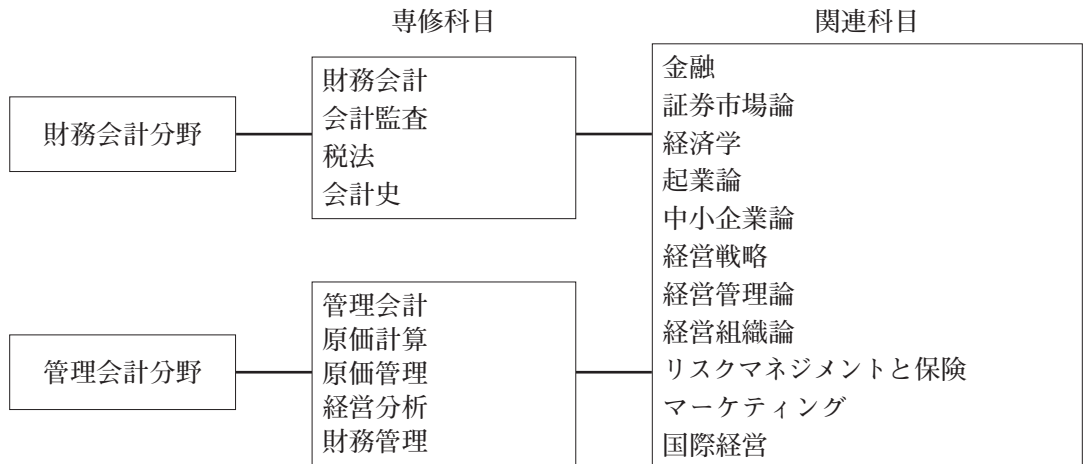 専修科目
関連科目
財務会計分野
財務会計
会計監査
税法
会計史
管理会計分野
管理会計
原価計算
原価管理
経営分析
財務管理
金融
証券市場論
経済学
起業論
中小企業論
経営戦略
経営管理論
経営組織論
リスクマネジメントと保険
マーケティング
国際経営